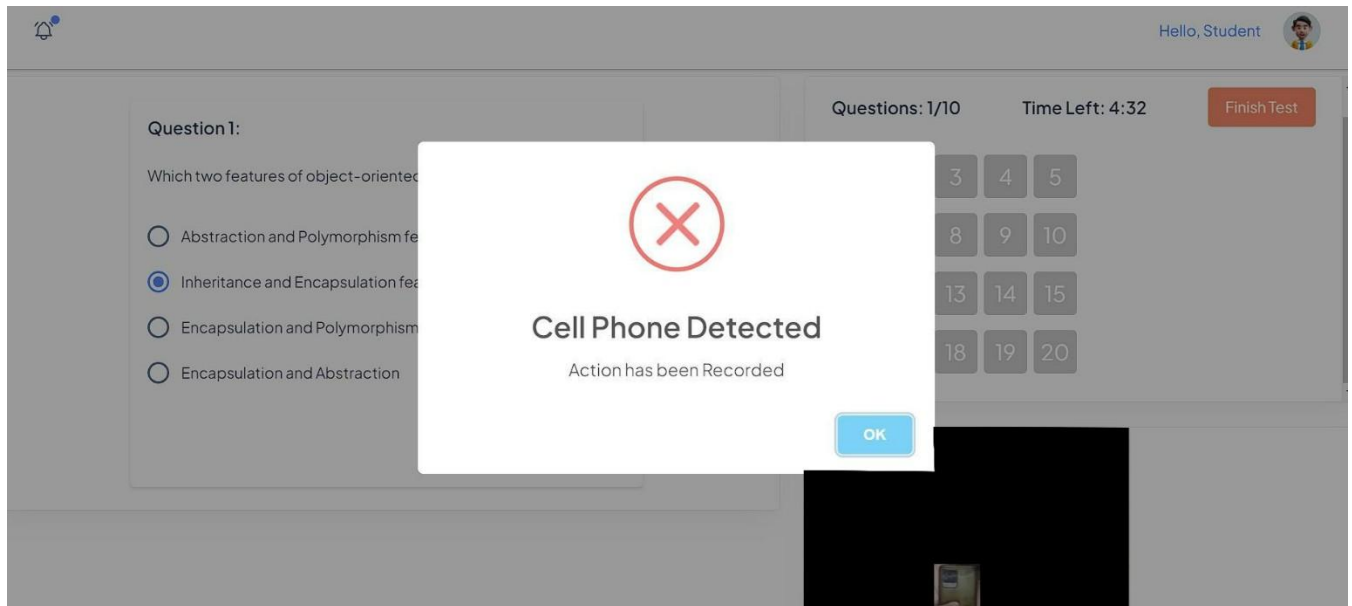 Hello, Student
Question 1:
Which two features of object-oriented
Abstraction and Polymorphism fe
Inheritance and Encapsulation fea
Encapsulation and Polymorphism
Encapsulation and Abstraction
Questions: 1/10 Time Left: 4:32 Finish Test
3 4 5
8 9 10
13 14 15
18 19 20
Cell Phone Detected
Action has been Recorded
OK